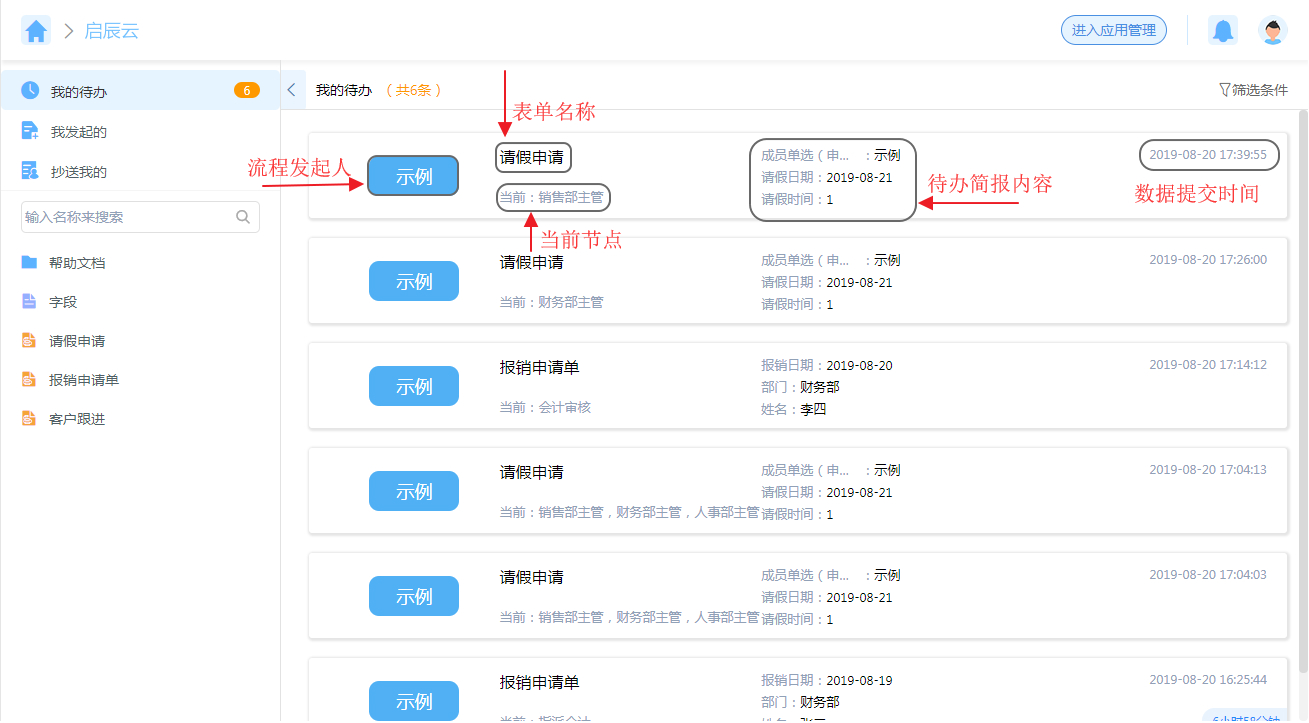 启辰云
进入应用管理
我的待办
6
我发起的
抄送我的
输入名称来搜索
帮助文档
字段
请假申请
报销申请单
客户跟进
我的待办 (共6条)
筛选条件
表单名称
流程发起人
示例
请假申请
当前：销售部主管
当前节点
成员单选(申... ：示例
请假日期：2019-08-21
请假时间：1
待办简报内容
2019-08-20 17:39:55
数据提交时间
示例
请假申请
当前：财务部主管
成员单选(申... ：示例
请假日期：2019-08-21
请假时间：1
2019-08-20 17:26:00
示例
报销申请单
当前：会计审核
报销日期：2019-08-20
部门：财务部
姓名：李四
2019-08-20 17:14:12
示例
请假申请
当前：销售部主管，财务部主管，人事部主管
成员单选(申... ：示例
请假日期：2019-08-21
请假时间：1
2019-08-20 17:04:13
示例
请假申请
当前：销售部主管，财务部主管，人事部主管
成员单选(申... ：示例
请假日期：2019-08-21
请假时间：1
2019-08-20 17:04:03
示例
报销申请单
报销日期：2019-08-19
部门：财务部
2019-08-20 16:25:44